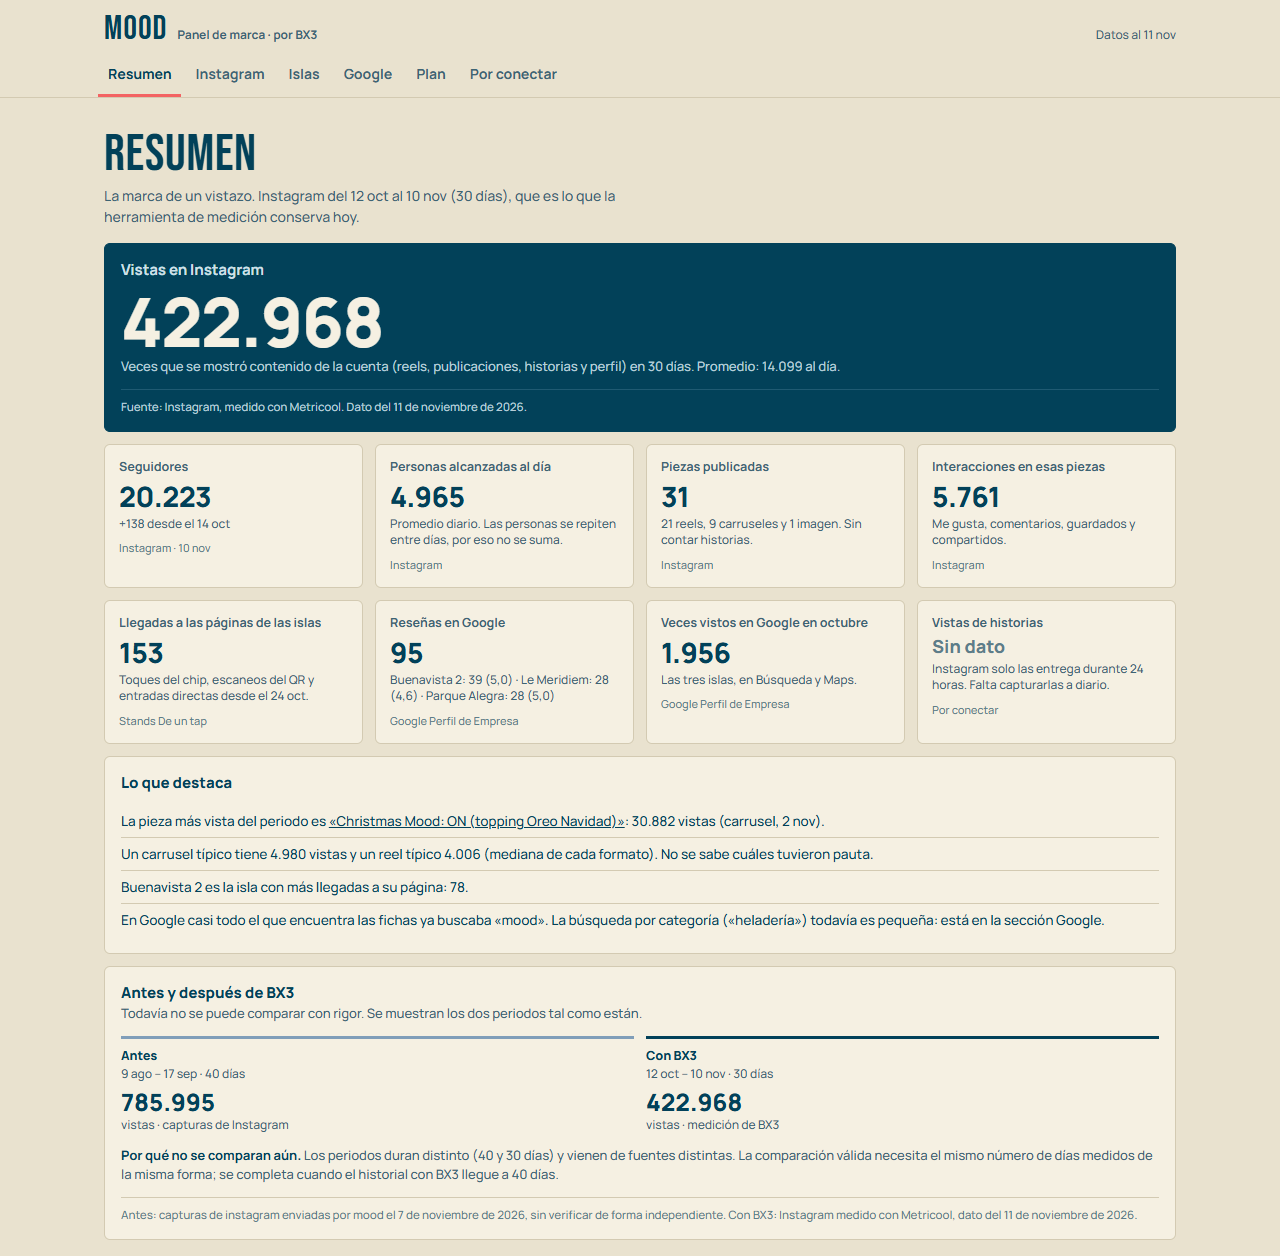 MOOD Panel de marca · por BX3
Datos al 11 nov
Resumen Instagram Islas Google Plan Por conectar
RESUMEN
La marca de un vistazo. Instagram del 12 oct al 10 nov (30 días), que es lo que la
herramienta de medición conserva hoy.
Vistas en Instagram
422.968
Veces que se mostró contenido de la cuenta (reels, publicaciones, historias y perfil) en 30 días. Promedio: 14.099 al día.
Fuente: Instagram, medido con Metricool. Dato del 11 de noviembre de 2026.
Seguidores
20.223
+138 desde el 14 oct
Instagram · 10 nov
Personas alcanzadas al día
4.965
Promedio diario. Las personas se repiten
entre días, por eso no se suma.
Instagram
Piezas publicadas
31
21 reels, 9 carruseles y 1 imagen. Sin
contar historias.
Instagram
Interacciones en esas piezas
5.761
Me gusta, comentarios, guardados y
compartidos.
Instagram
Llegadas a las páginas de las islas
153
Toques del chip, escaneos del QR y
entradas directas desde el 24 oct.
Stands De un tap
Reseñas en Google
95
Buenavista 2: 39 (5,0) · Le Meridiem: 28
(4,6) · Parque Alegra: 28 (5,0)
Google Perfil de Empresa
Veces vistos en Google en octubre
1.956
Las tres islas, en Búsqueda y Maps.
Google Perfil de Empresa
Vistas de historias
Sin dato
Instagram solo las entrega durante 24
horas. Falta capturarlas a diario.
Por conectar
Lo que destaca
La pieza más vista del periodo es «Christmas Mood: ON (topping Oreo Navidad)»: 30.882 vistas (carrusel, 2 nov).
Un carrusel típico tiene 4.980 vistas y un reel típico 4.006 (mediana de cada formato). No se sabe cuáles tuvieron pauta.
Buenavista 2 es la isla con más llegadas a su página: 78.
En Google casi todo el que encuentra las fichas ya buscaba «mood». La búsqueda por categoría («heladería») todavía es pequeña: está en la sección Google.
Antes y después de BX3
Todavía no se puede comparar con rigor. Se muestran los dos periodos tal como están.
Antes
9 ago – 17 sep · 40 días
785.995
vistas · capturas de Instagram
Con BX3
12 oct – 10 nov · 30 días
422.968
vistas · medición de BX3
Por qué no se comparan aún. Los periodos duran distinto (40 y 30 días) y vienen de fuentes distintas. La comparación válida necesita el mismo número de días medidos de
la misma forma; se completa cuando el historial con BX3 llegue a 40 días.
Antes: capturas de instagram enviadas por mood el 7 de noviembre de 2026, sin verificar de forma independiente. Con BX3: Instagram medido con Metricool, dato del 11 de noviembre de 2026.